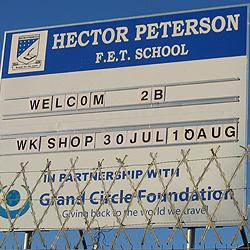 HECTOR PETERSON
F.E.T. SCHOOL
WELCOM 2B
WK SHOP 30 JUL 10 AUG
IN PARTNERSHIP WITH
Grand Circle Foundation
Giving back to the world we travel